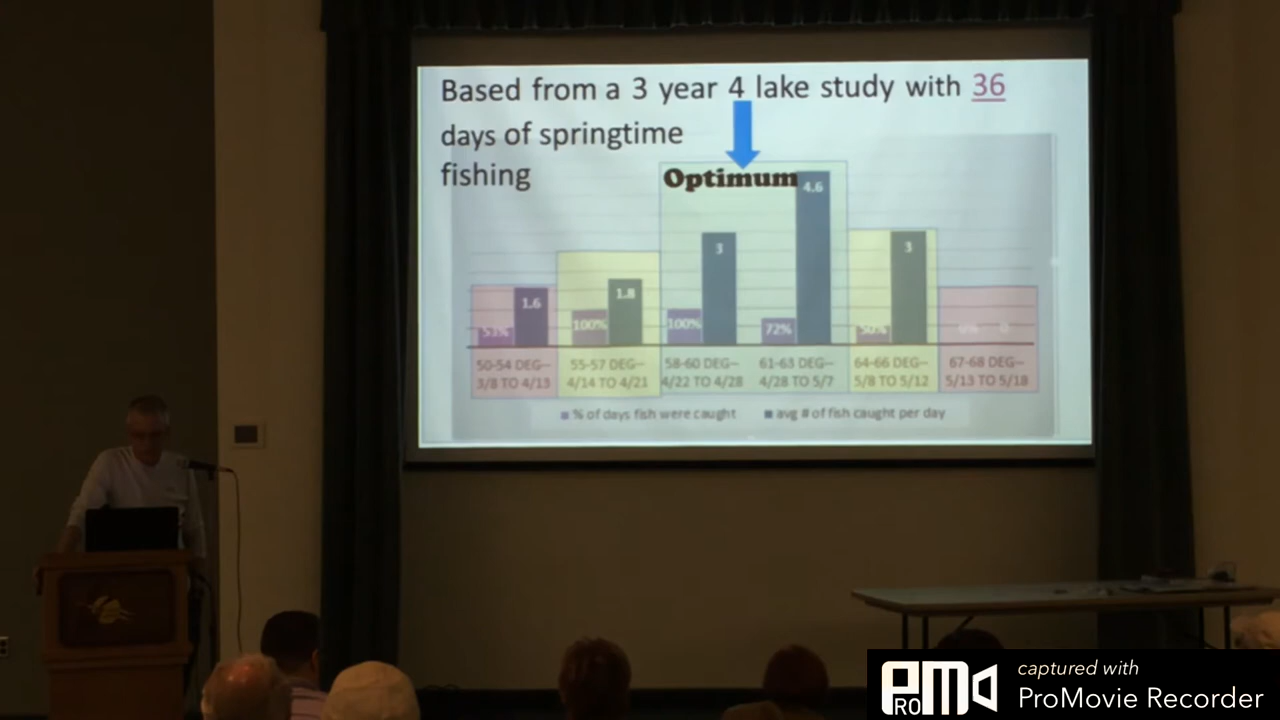 Based from a 3 year 4 lake study with 36
days of springtime
fishing
Optimum
4.6
3
3
1.6
1.8
100%
100%
72%
50%
0
50-54 DEG-- 55-57 DEG-- 58-60 DEG-- 61-63 DEG-- 64-66 DEG-- 67-68 DEG--
3/8 TO 4/13 4/14 TO 4/21 4/22 TO 4/28 4/28 TO 5/7 5/8 TO 5/12 5/13 TO 5/18
% of days fish were caught avg # of fish caught per day
PRO M
captured with
ProMovie Recorder